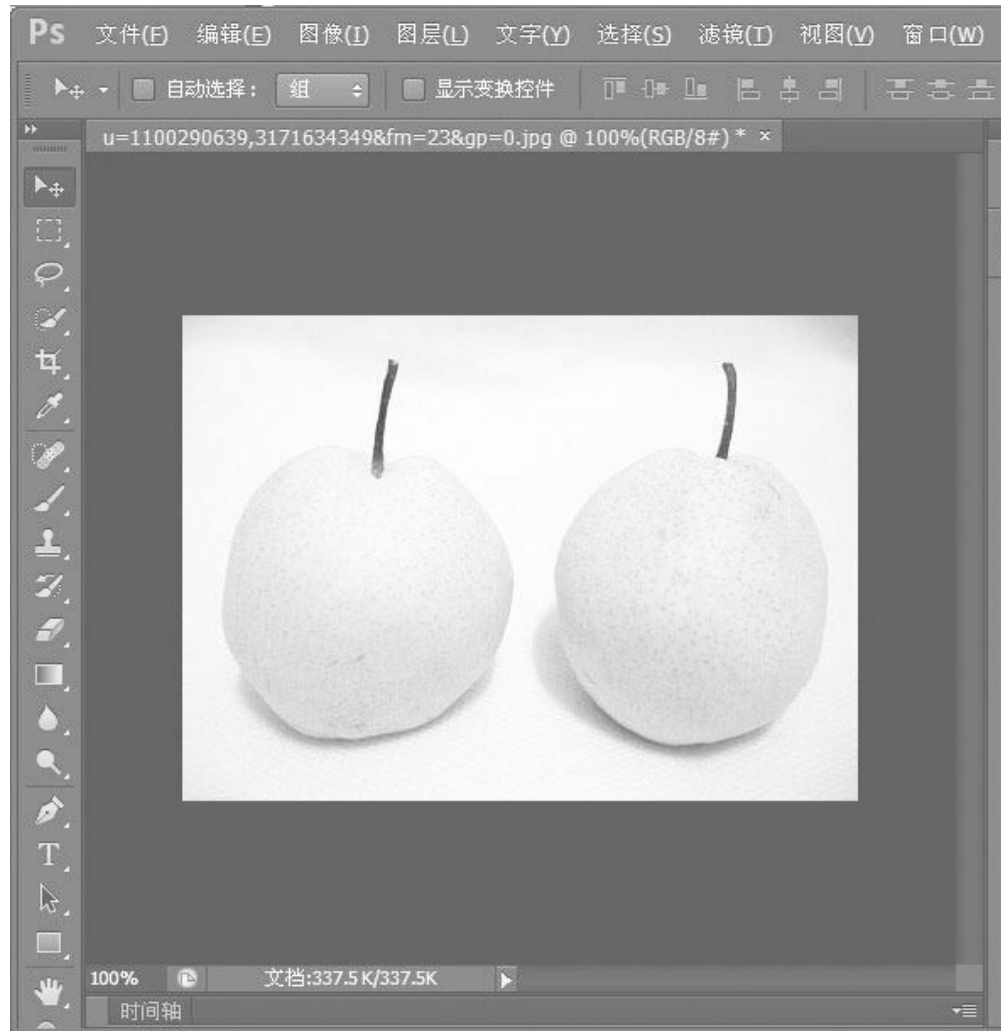 Ps 文件(F) 编辑(E) 图像(I) 图层(L) 文字(Y) 选择(S) 滤镜(T) 视图(V) 窗口(W)
自动选择： 组 显示变换控件
u=1100290639,3171634349&fm=23&gp=0.jpg @ 100%(RGB/8#) * ×
T
100% 文档:337.5 K/337.5K
时间轴